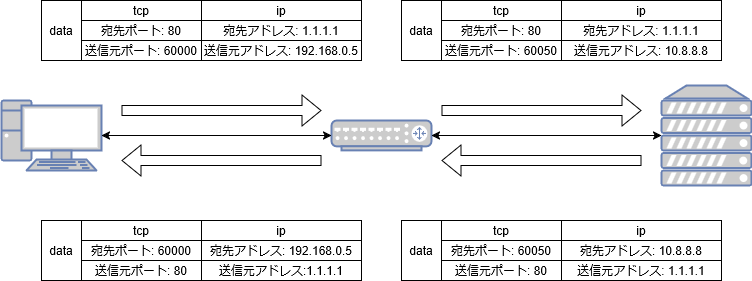 data
tcp
ip
宛先ポート: 80
宛先アドレス: 1.1.1.1
送信元ポート: 60000
送信元アドレス: 192.168.0.5
data
tcp
ip
宛先ポート: 80
宛先アドレス: 1.1.1.1
送信元ポート: 60050
送信元アドレス: 10.8.8.8
data
tcp
ip
宛先ポート: 60000
宛先アドレス: 192.168.0.5
送信元ポート: 80
送信元アドレス:1.1.1.1
data
tcp
ip
宛先ポート: 60050
宛先アドレス: 10.8.8.8
送信元ポート: 80
送信元アドレス:1.1.1.1